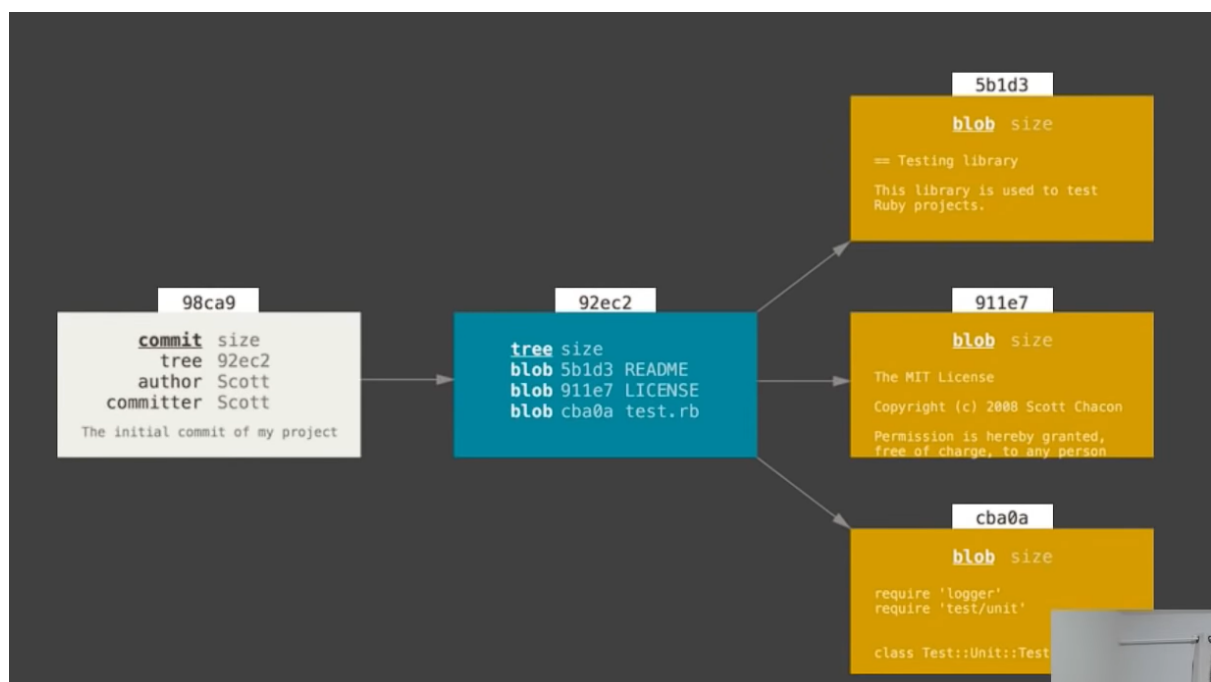 98ca9
commit size
tree 92ec2
author Scott
committer Scott
The initial commit of my project
92ec2
tree size
blob 5b1d3 README
blob 911e7 LICENSE
blob cba0a test.rb
5b1d3
blob size
== Testing library
This library is used to test
Ruby projects.
911e7
blob size
The MIT License
Copyright (c) 2008 Scott Chacon
Permission is hereby granted,
free of charge, to any person
cba0a
blob size
require 'logger'
require 'test/unit'
class Test::Unit::Test